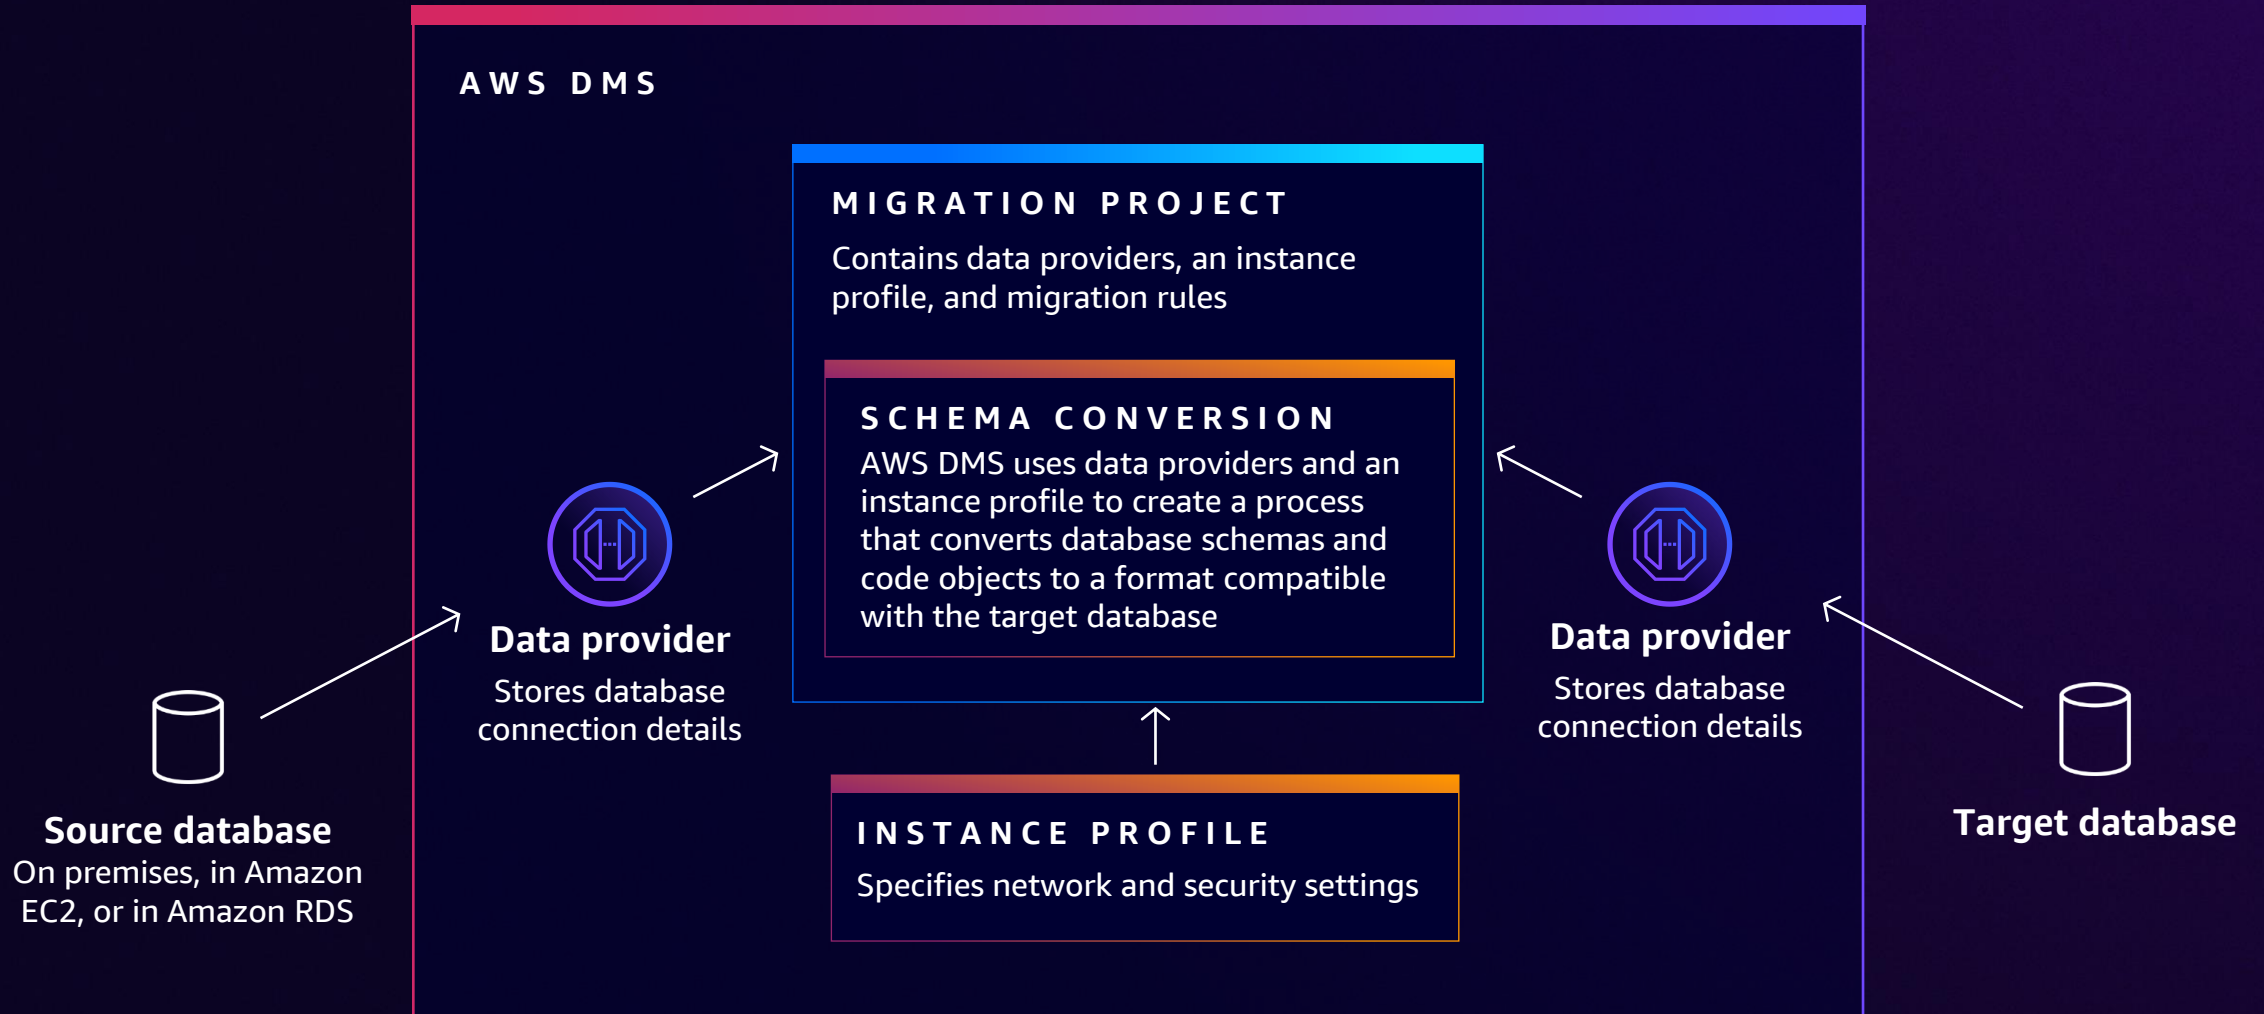 AWS DMS
MIGRATION PROJECT
Contains data providers, an instance
profile, and migration rules
SCHEMA CONVERSION
AWS DMS uses data providers and an
instance profile to create a process
that converts database schemas and
code objects to a format compatible
with the target database
Data provider
Stores database
connection details
Data provider
Stores database
connection details
Source database
On premises, in Amazon
EC2, or in Amazon RDS
INSTANCE PROFILE
Specifies network and security settings
Target database